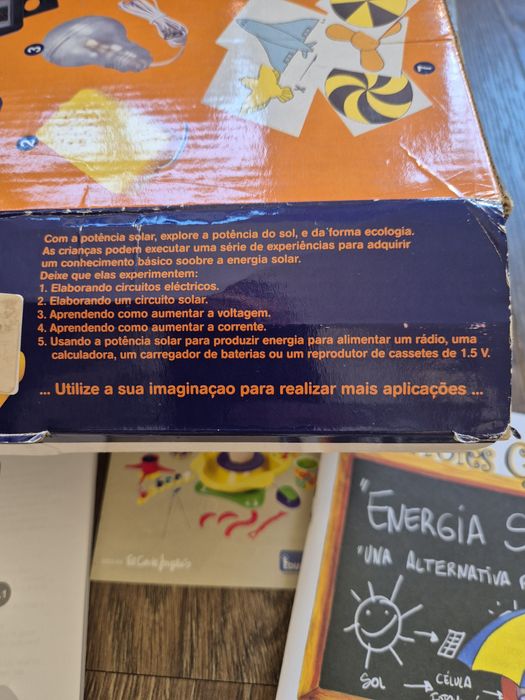 3
1
2
Com a potência solar, explore a potência do sol, e da forma ecologia.
As crianças podem executar uma série de experiências para adquirir
um conhecimento básico soobre a energia solar.
Deixe que elas experimentem:
1. Elaborando circuitos eléctricos.
2. Elaborando um circuito solar.
3. Aprendendo como aumentar a voltagem.
4. Aprendendo como aumentar a corrente.
5. Usando a potência solar para produzir energia para alimentar um rádio, uma
calculadora, um carregador de baterias ou um reprodutor de cassetes de 1.5 V.
... Utilize a sua imaginaçao para realizar mais aplicações ...
El Corte Inglés
"ENERGÍA S
"UNA ALTERNATIVA
SOL
CÉLULA